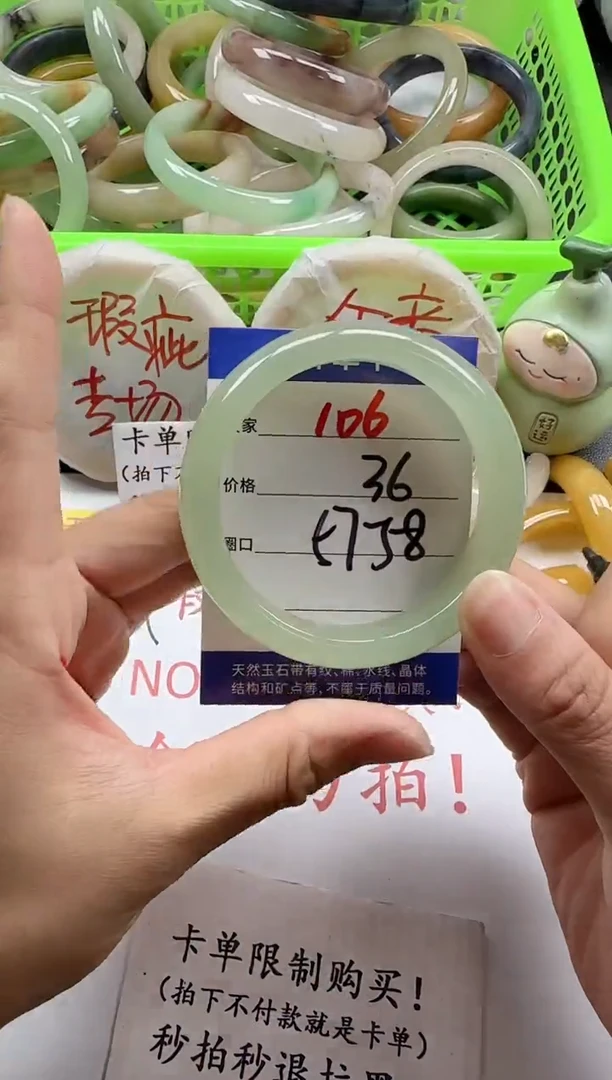 瑕疵
专场
卡单
(拍下不
家 106
价格 36
圈口 5758
天然玉石带有纹、棉、水线、晶体
结构和矿点等，不属于质量问题。
NO
拍！
卡单限制购买！
(拍下不付款就是卡单)
秒拍秒退拉黑